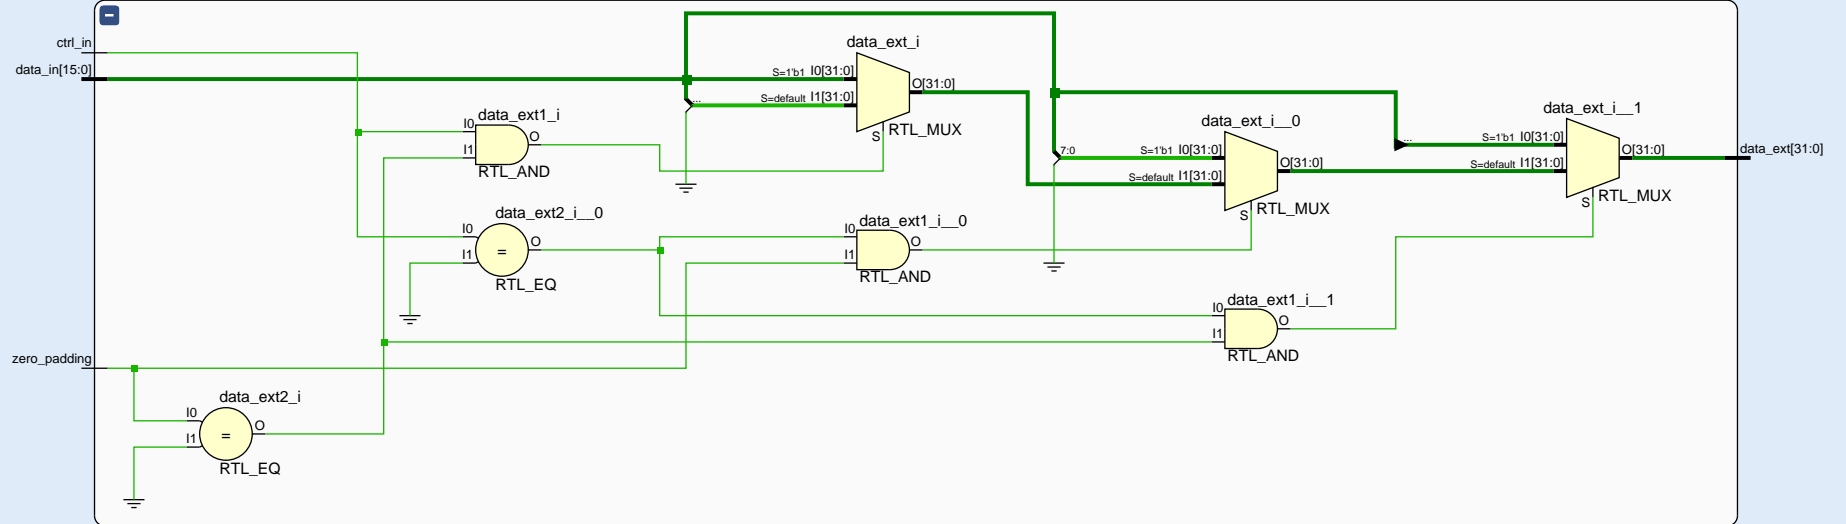 ctrl_in
data_in[15:0]
data_ext_i
S=1'b1 I0[31:0]
S=default I1[31:0]
O[31:0]
S
RTL_MUX
...
data_ext1_i
I0
I1
O
RTL_AND
data_ext_i__0
7:0
S=1'b1 I0[31:0]
S=default I1[31:0]
O[31:0]
S
RTL_MUX
data_ext_i__1
...
S=1'b1 I0[31:0]
S=default I1[31:0]
O[31:0]
S
RTL_MUX
data_ext[31:0]
data_ext2_i__0
I0
I1
=
O
RTL_EQ
data_ext1_i__0
I0
I1
O
RTL_AND
data_ext1_i__1
I0
I1
O
RTL_AND
zero_padding
data_ext2_i
I0
I1
=
O
RTL_EQ